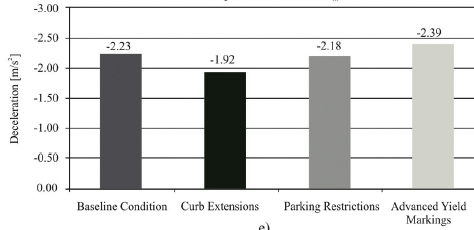 -3.00
-2.50
-2.00
-1.50
-1.00
-0.50
0.00
Deceleration [m/s²]
-2.23
-1.92
-2.18
-2.39
Baseline Condition
Curb Extensions
Parking Restrictions
Advanced Yield
Markings
e)